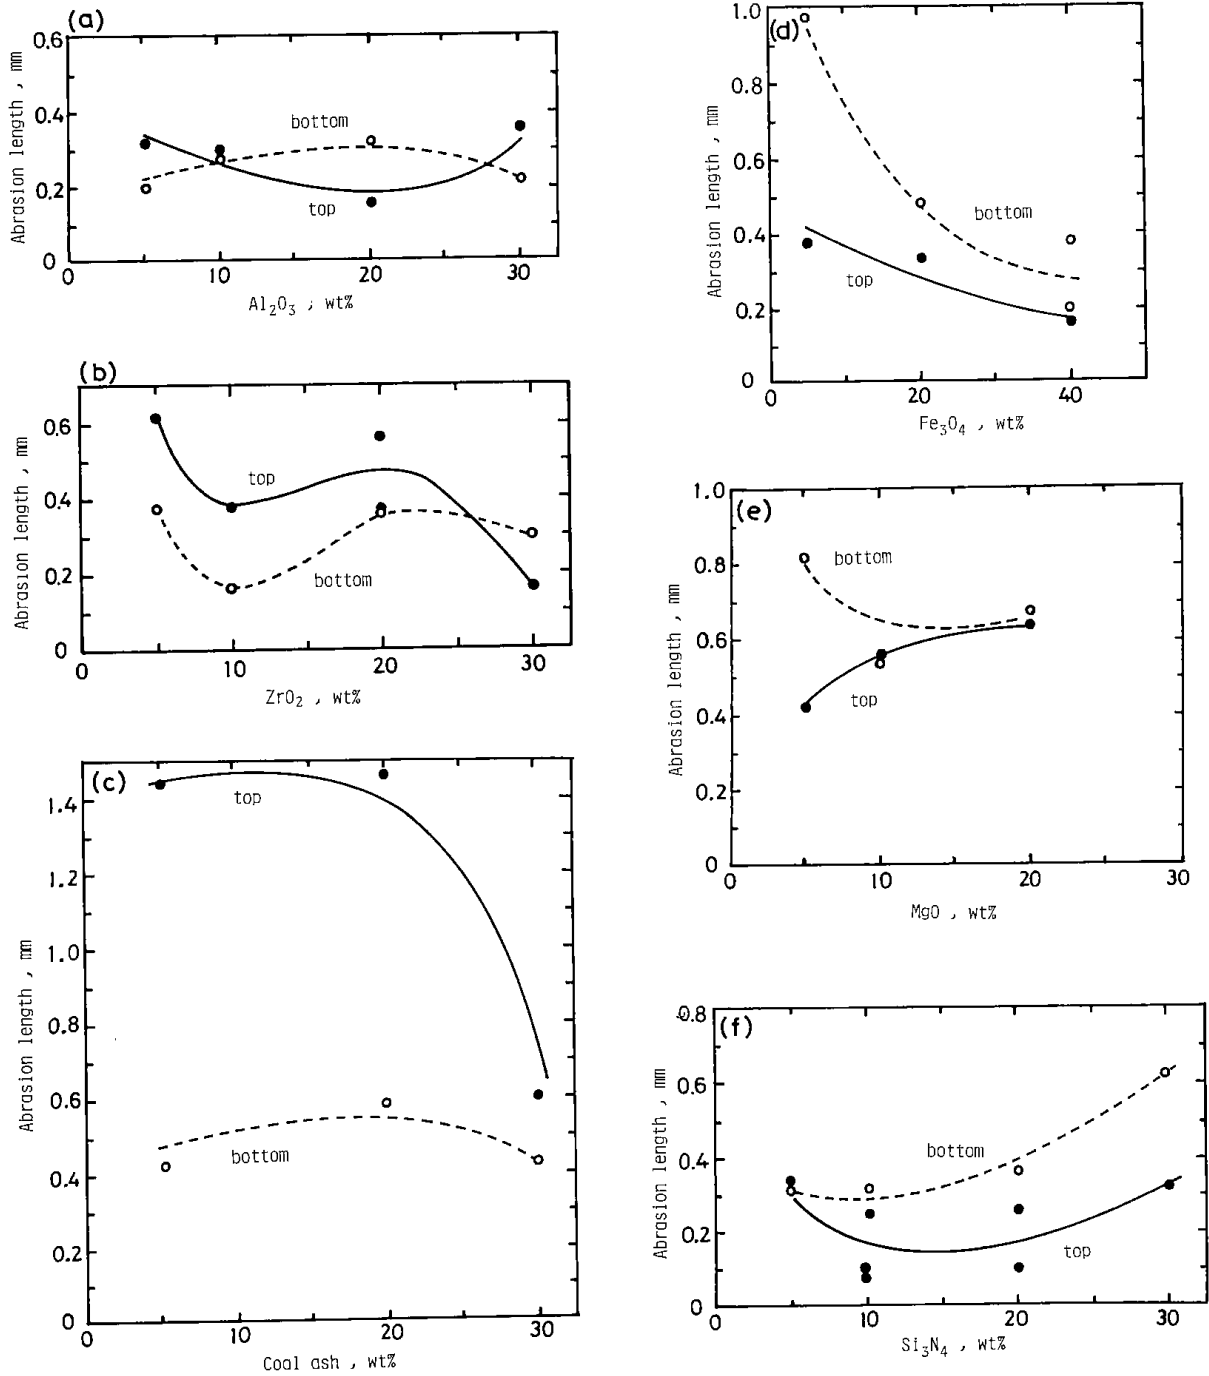 (a)
0.6
0.4
0.2
0
Abrasion length , mm
bottom
top
0 10 20 30
Al₂O₃ , wt%
(b)
0.6
0.4
0.2
0
Abrasion length , mm
top
bottom
0 10 20 30
ZrO₂ , wt%
(c)
1.4
1.2
1.0
0.8
0.6
0.4
0.2
0
Abrasion length , mm
top
bottom
0 10 20 30
Coal ash , wt%
(d)
1.0
0.8
0.6
0.4
0.2
0
Abrasion length , mm
bottom
top
0 20 40
Fe₃O₄ , wt%
(e)
1.0
0.8
0.6
0.4
0.2
0
Abrasion length , mm
bottom
top
0 10 20 30
MgO , wt%
(f)
0.8
0.6
0.4
0.2
0
Abrasion length , mm
bottom
top
0 10 20 30
Si₃N₄ , wt%